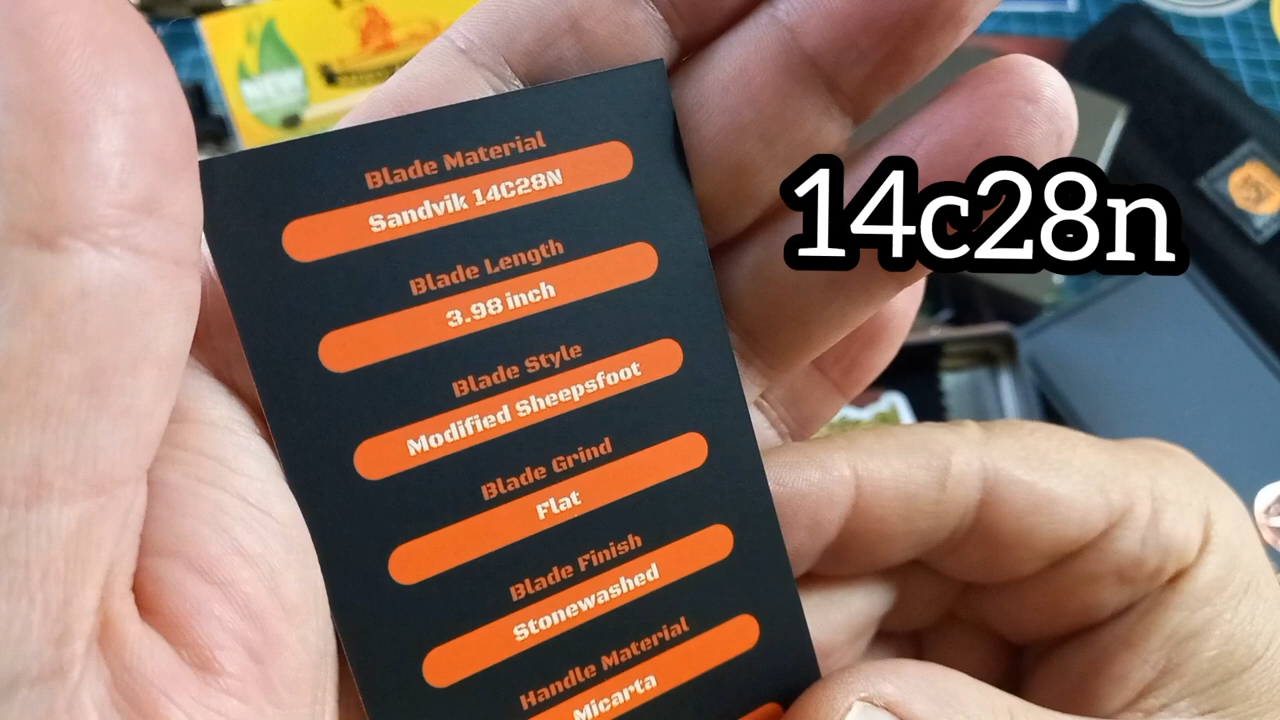 NEW
Blade Material
Sandvik 14C28N
14c28n
Blade Length
3.98 inch
Blade Style
Modified Sheepsfoot
Blade Grind
Flat
Blade Finish
Stonewashed
Handle Material
Micarta